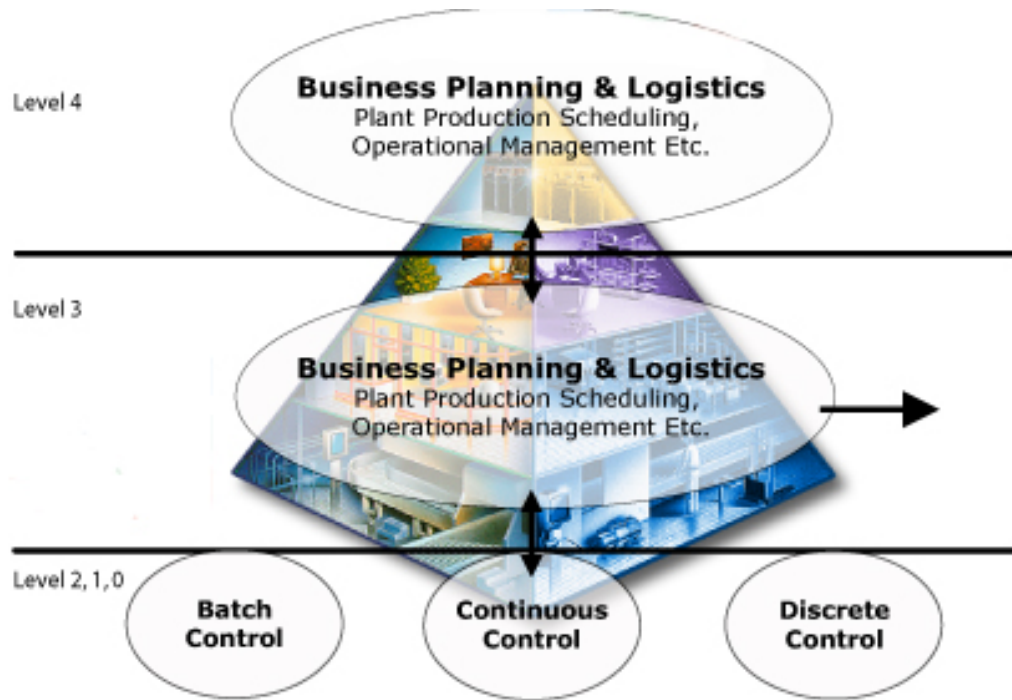 Level 4
Business Planning & Logistics
Plant Production Scheduling,
Operational Management Etc.
Level 3
Business Planning & Logistics
Plant Production Scheduling,
Operational Management Etc.
Level 2, 1, 0
Batch
Control
Continuous
Control
Discrete
Control